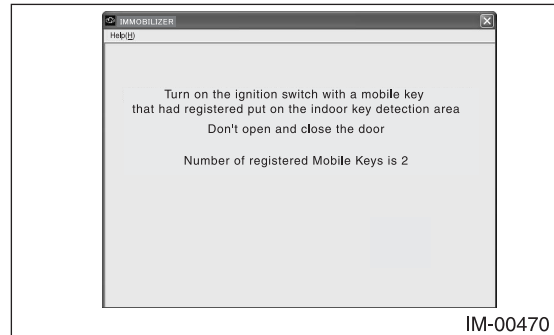 IMMOBILIZER
Help(H)
Turn on the ignition switch with a mobile key
that had registered put on the indoor key detection area
Don't open and close the door
Number of registered Mobile Keys is 2
IM-00470